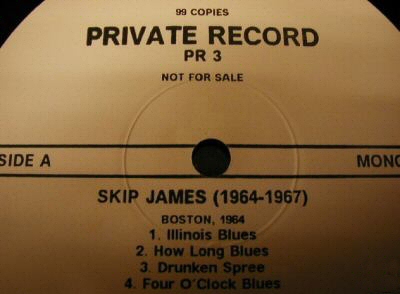 99 COPIES
PRIVATE RECORD
PR 3
NOT FOR SALE
SIDE A
MONO
SKIP JAMES (1964-1967)
BOSTON, 1964
1. Illinois Blues
2. How Long Blues
3. Drunken Spree
4. Four O'Clock Blues